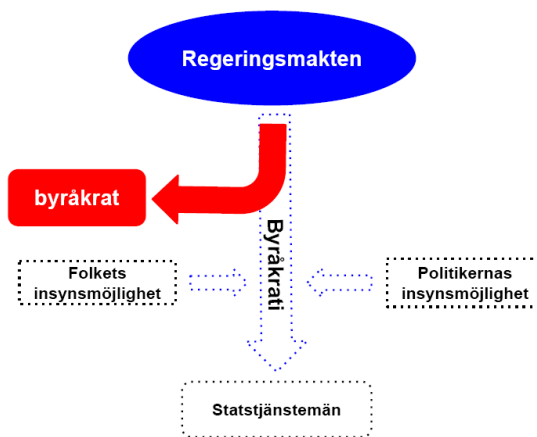 Regeringsmakten
byråkrat
Byråkrati
Folkets
insynsmöjlighet
Politikernas
insynsmöjlighet
Statstjänstemän